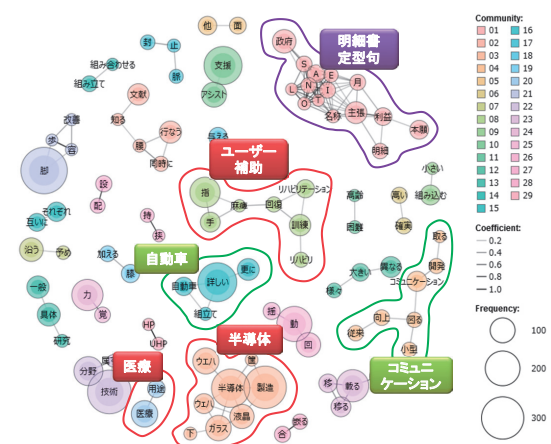 他 面
封 止
脈
組み合わせる
組み立て
支援
アシスト
文献
知る
腰 行なう
同時に
改善
歩 容
脚
与える
政府
S A E
L N I
O T
月
名称 主張 利益
本願
明細
明細書
定型句
ユーザー
補助
指
手
麻痺 回復
リハビリテーション
訓練
リハビリ
設
配
それぞれ
互いに
持
挟
沿う 予め
加える
膝
自動車
自動車 詳しい 更に
組立て
高齢
困難
高い
確実
小さい
組み込む
取る
開発
コミュニケーション
向上 図る
従来
小型
コミュニ
ケーション
大きい 異なる
様々
一般
具体
研究
力
覚
HP
UHP
揺
動
回
半導体
ウエハ
半導体 製造
ウェハ
液晶
下 ガラス
医療
分野
技術
用途
医療
移 載る
移る
嵌る
合
Community:
01 16
02 17
03 18
04 19
05 20
06 21
07 22
08 23
09 24
10 25
11 26
12 27
13 28
14 29
15
Coefficient:
0.2
0.4
0.6
0.8
1.0
Frequency:
100
200
300